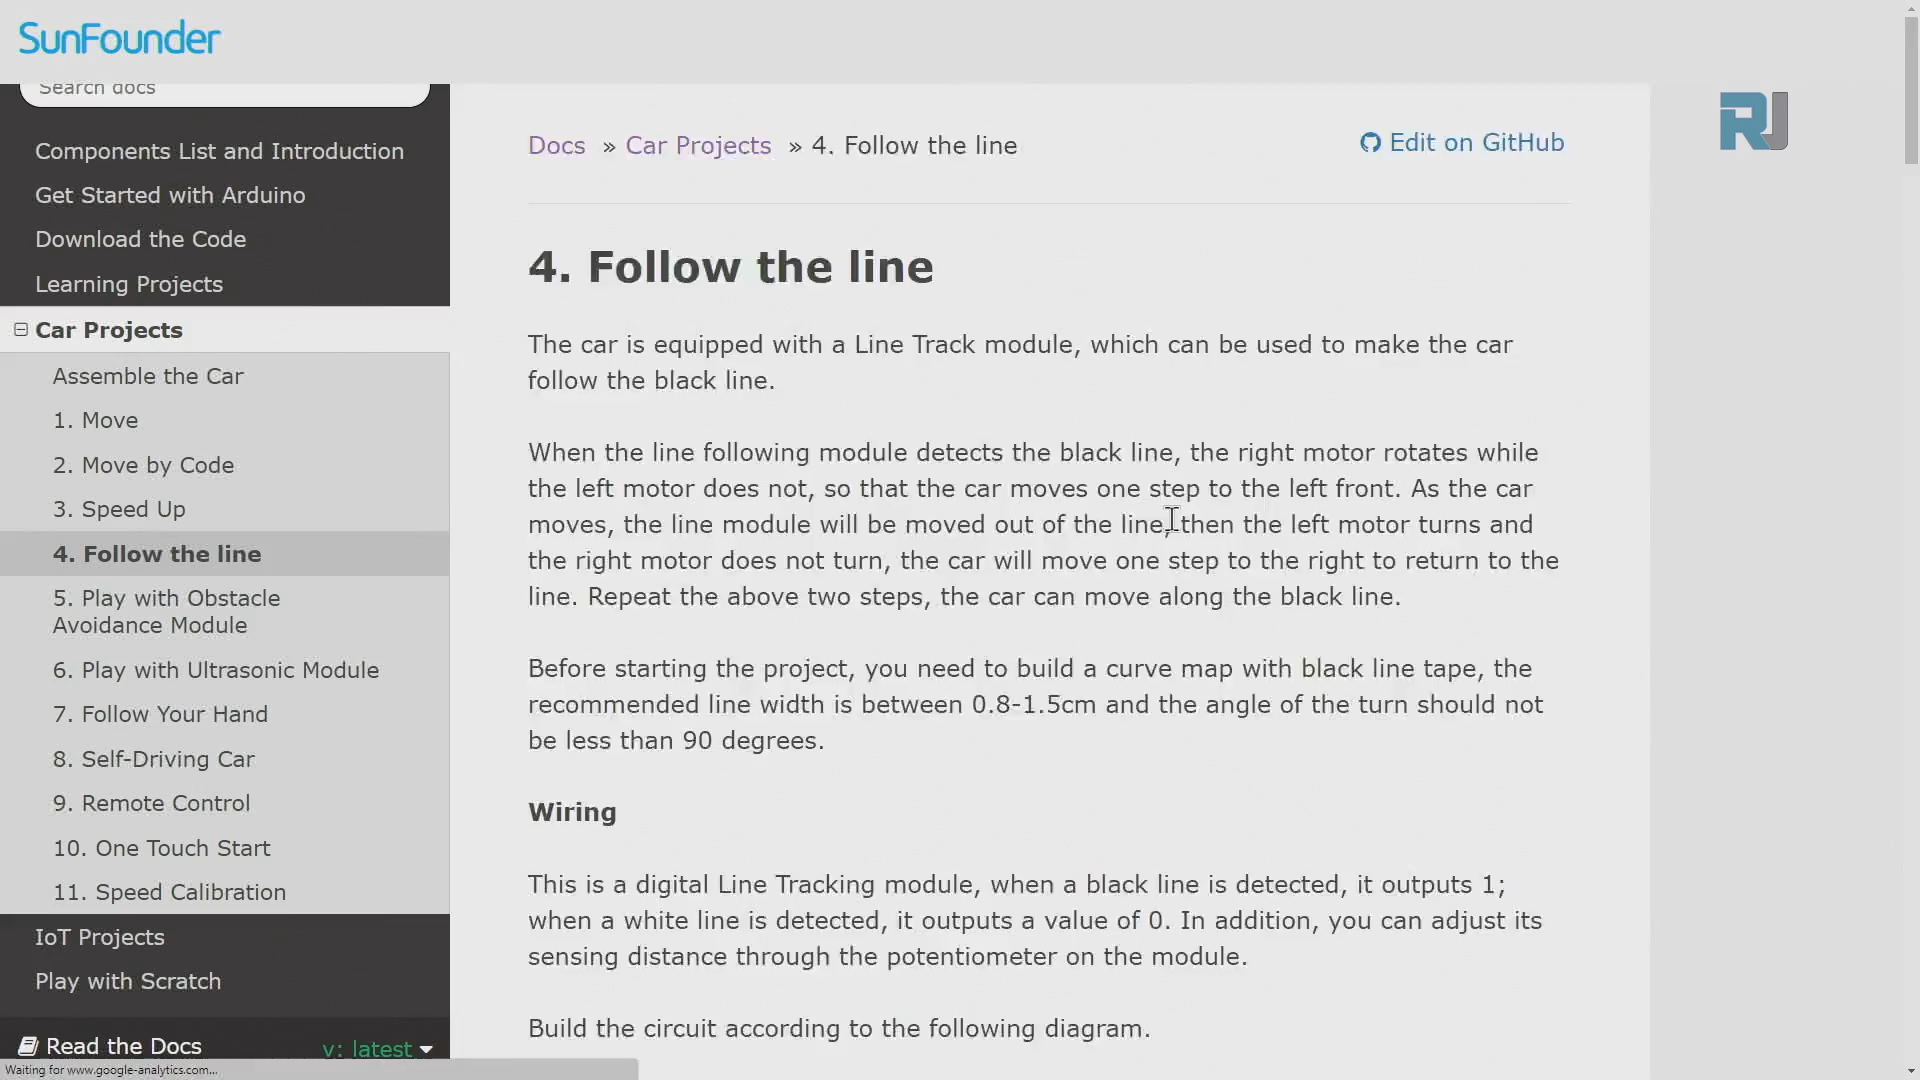 SunFounder
Search docs
Components List and Introduction
Get Started with Arduino
Download the Code
Learning Projects
Car Projects
Assemble the Car
1. Move
2. Move by Code
3. Speed Up
4. Follow the line
5. Play with Obstacle
Avoidance Module
6. Play with Ultrasonic Module
7. Follow Your Hand
8. Self-Driving Car
9. Remote Control
10. One Touch Start
11. Speed Calibration
IoT Projects
Play with Scratch
Read the Docs
v: latest
Waiting for www.google-analytics.com...
Docs » Car Projects » 4. Follow the line
Edit on GitHub
RJ
4. Follow the line
The car is equipped with a Line Track module, which can be used to make the car
follow the black line.
When the line following module detects the black line, the right motor rotates while
the left motor does not, so that the car moves one step to the left front. As the car
moves, the line module will be moved out of the line, then the left motor turns and
the right motor does not turn, the car will move one step to the right to return to the
line. Repeat the above two steps, the car can move along the black line.
Before starting the project, you need to build a curve map with black line tape, the
recommended line width is between 0.8-1.5cm and the angle of the turn should not
be less than 90 degrees.
Wiring
This is a digital Line Tracking module, when a black line is detected, it outputs 1;
when a white line is detected, it outputs a value of 0. In addition, you can adjust its
sensing distance through the potentiometer on the module.
Build the circuit according to the following diagram.